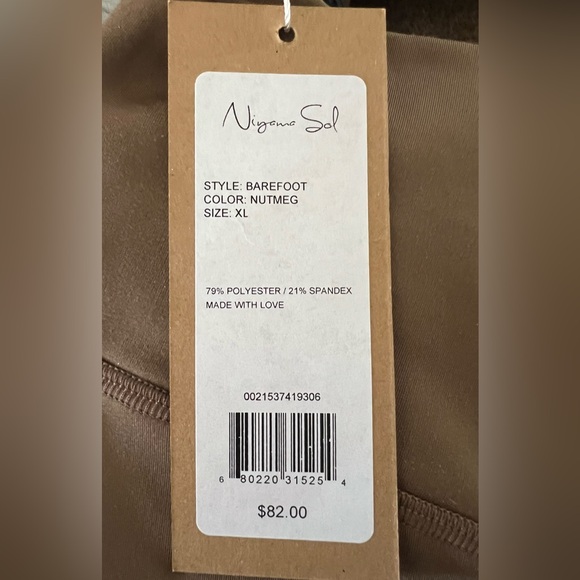 Niyama Sol
STYLE: BAREFOOT
COLOR: NUTMEG
SIZE: XL
79% POLYESTER / 21% SPANDEX
MADE WITH LOVE
0021537419306
6 80220 31525 4
$82.00